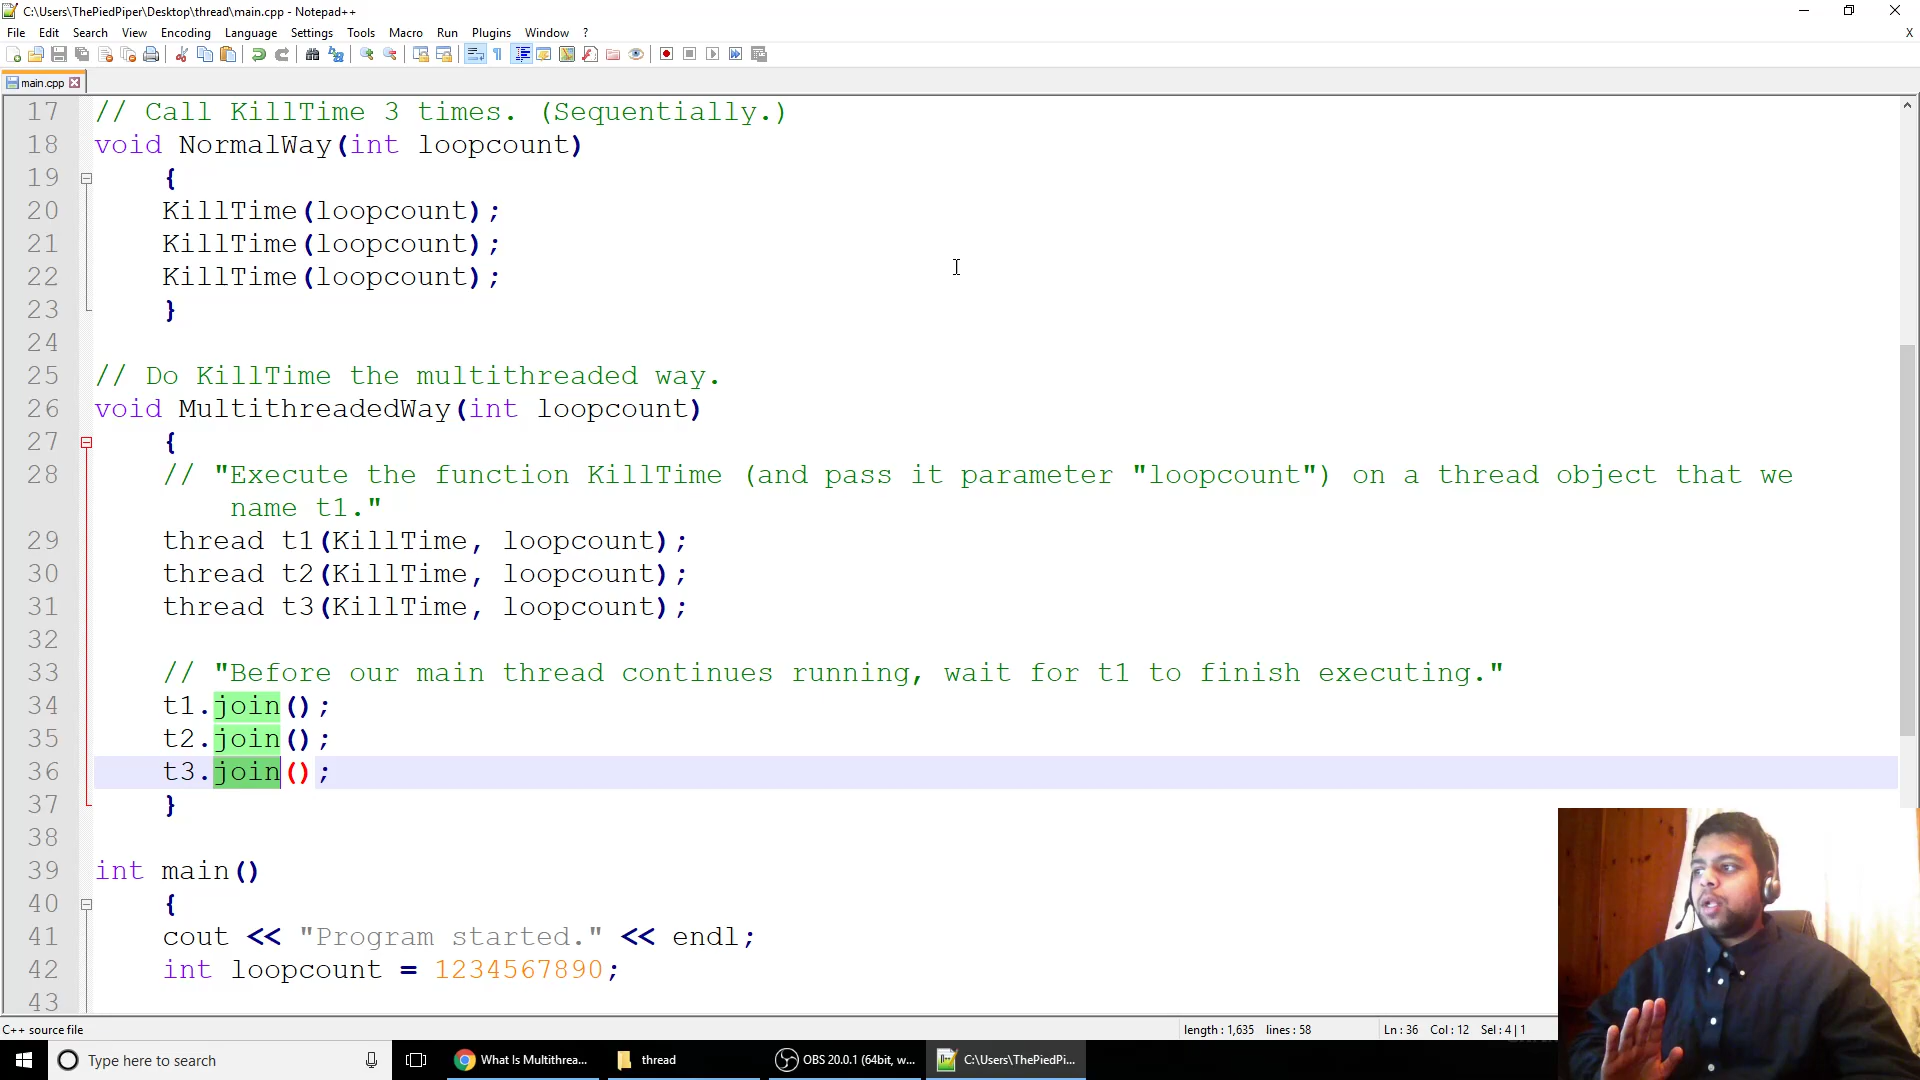 C:\Users\ThePiedPiper\Desktop\thread\main.cpp - Notepad++
File Edit Search View Encoding Language Settings Tools Macro Run Plugins Window ? X
main.cpp
17 // Call KillTime 3 times. (Sequentially.)
18 void NormalWay(int loopcount)
19 {
20 KillTime(loopcount);
21 KillTime(loopcount);
22 KillTime(loopcount);
23 }
24
25 // Do KillTime the multithreaded way.
26 void MultithreadedWay(int loopcount)
27 {
28 // "Execute the function KillTime (and pass it parameter "loopcount") on a thread object that we
name t1."
29 thread t1(KillTime, loopcount);
30 thread t2(KillTime, loopcount);
31 thread t3(KillTime, loopcount);
32
33 // "Before our main thread continues running, wait for t1 to finish executing."
34 t1.join();
35 t2.join();
36 t3.join();
37 }
38
39 int main()
40 {
41 cout << "Program started." << endl;
42 int loopcount = 1234567890;
43
C++ source file length : 1,635 lines : 58 Ln : 36 Col : 12 Sel : 4 | 1
Type here to search What Is Multithrea... thread OBS 20.0.1 (64bit, w... C:\Users\ThePiedPi...